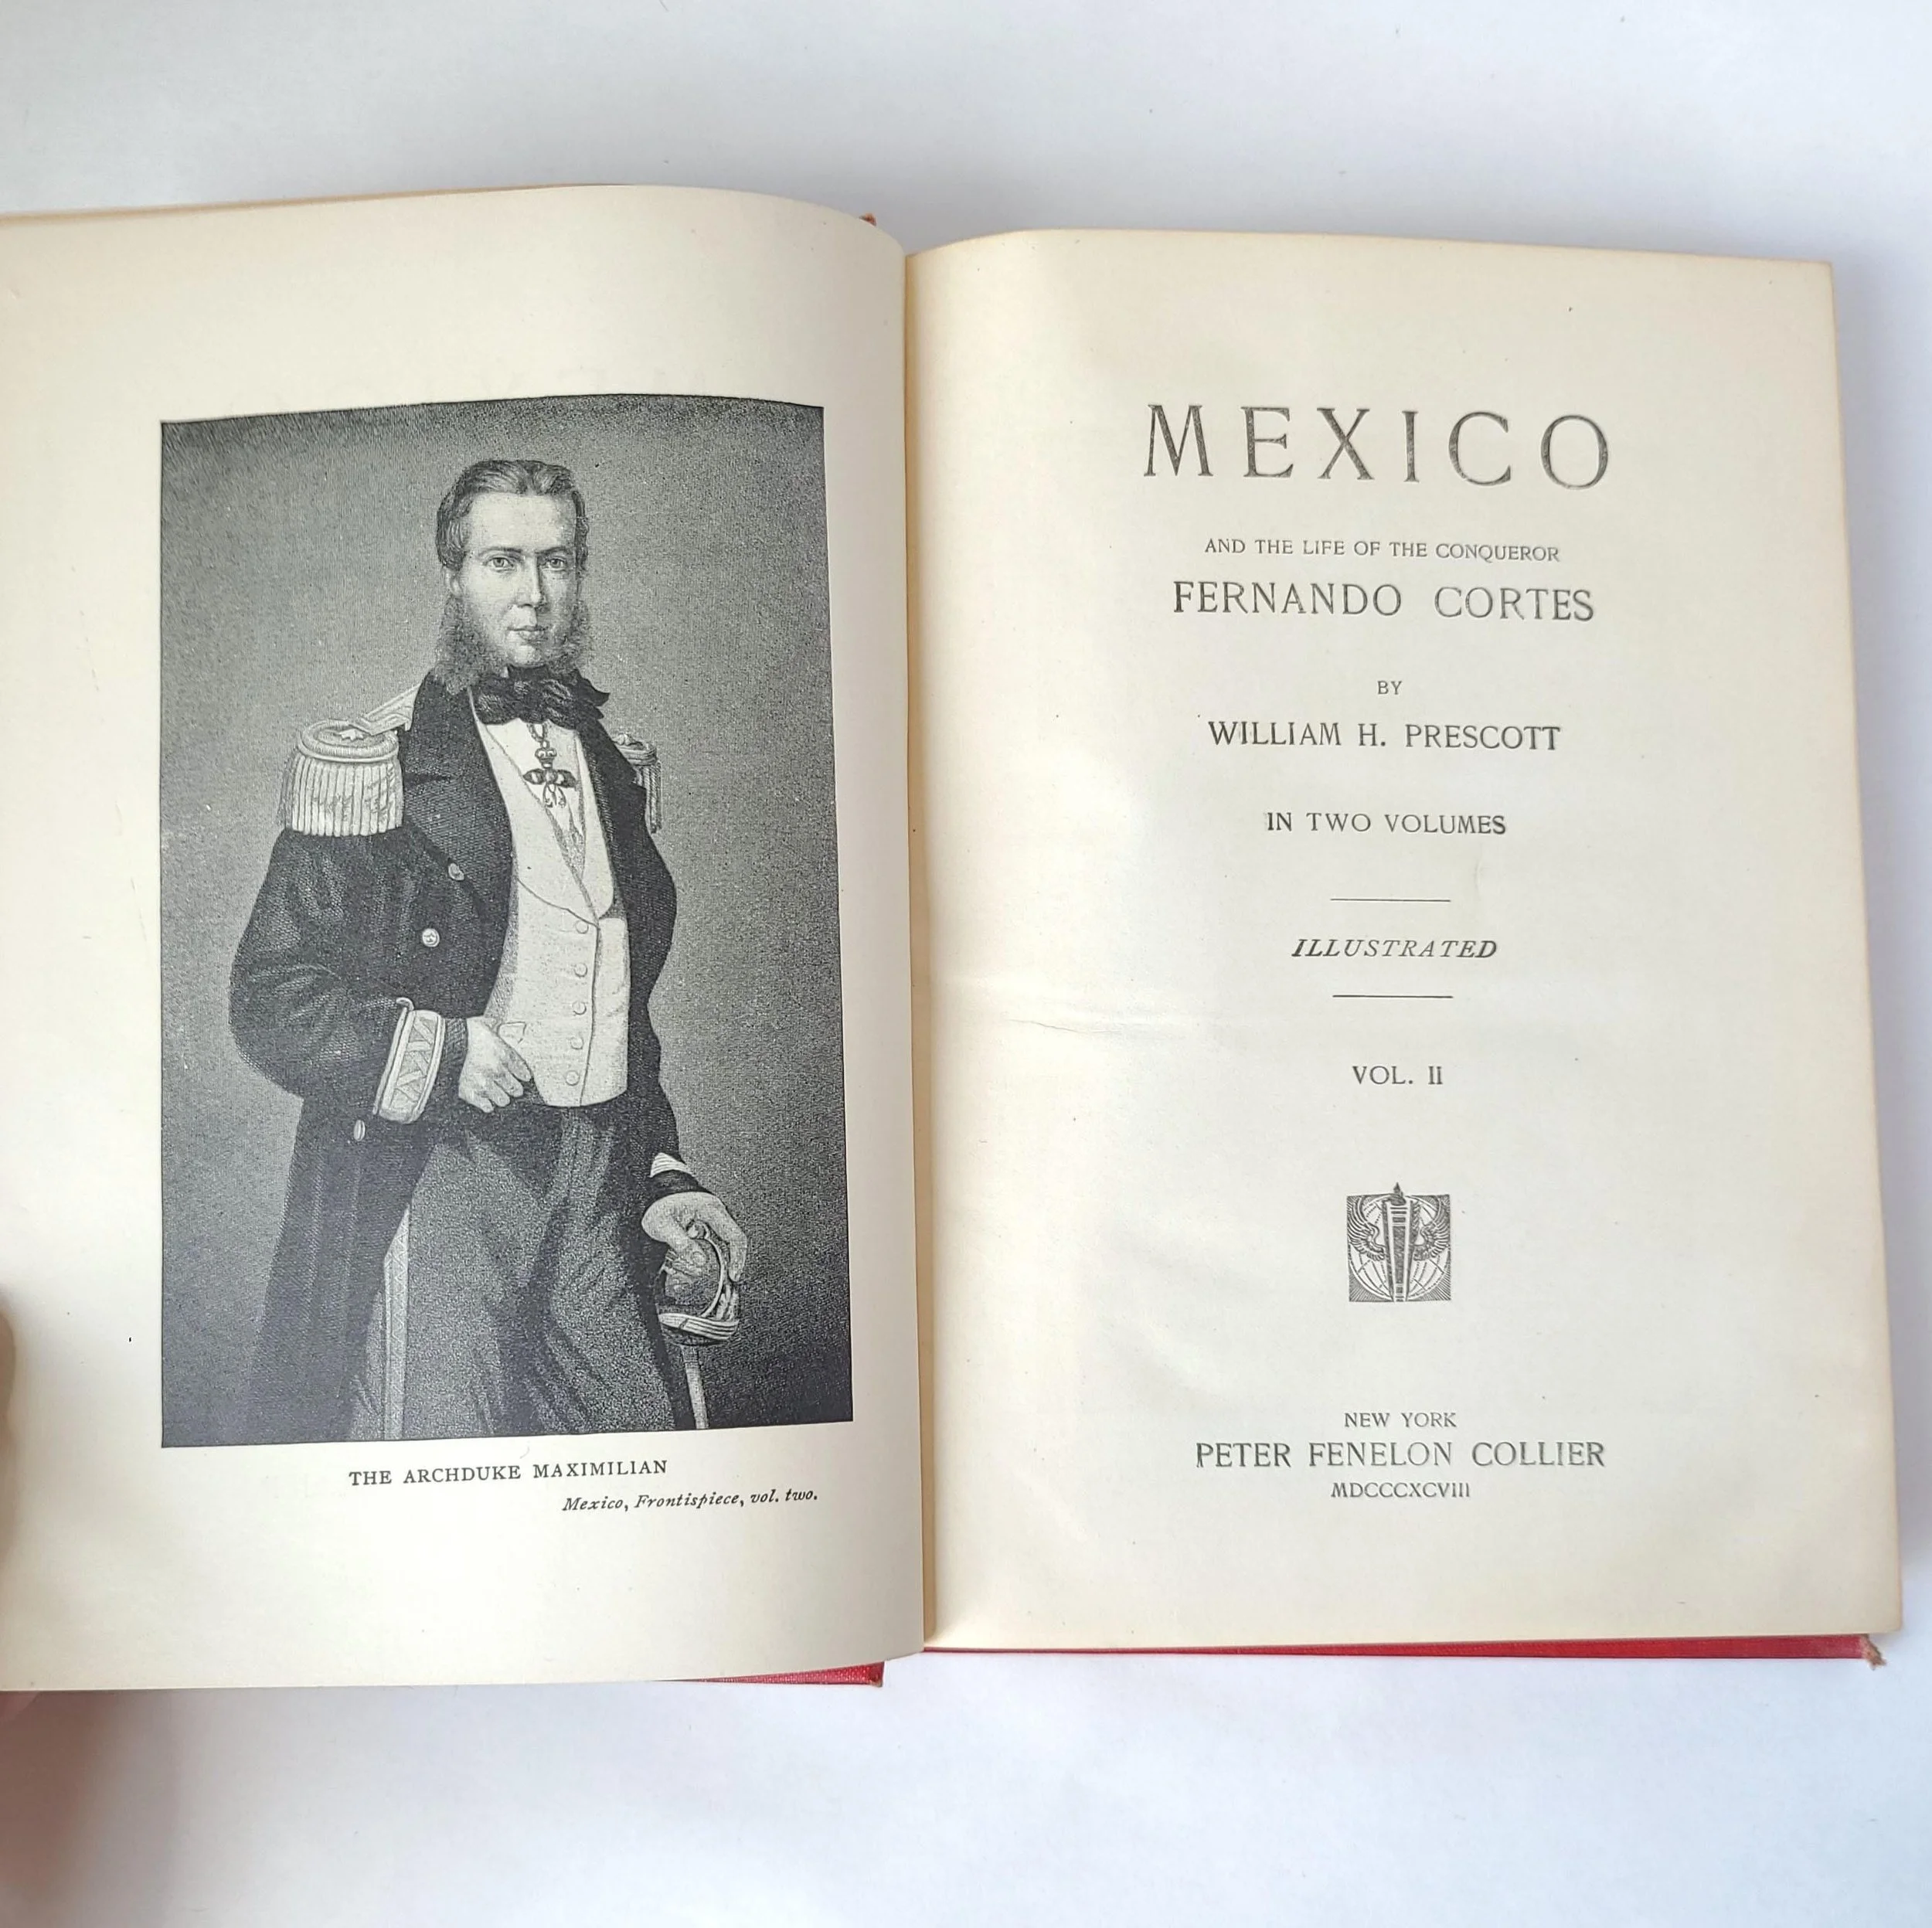 THE ARCHDUKE MAXIMILIAN
Mexico, Frontispiece, vol. two.
MEXICO
AND THE LIFE OF THE CONQUEROR
FERNANDO CORTES
BY
WILLIAM H. PRESCOTT
IN TWO VOLUMES
ILLUSTRATED
VOL. II
NEW YORK
PETER FENELON COLLIER
MDCCCXCVIII